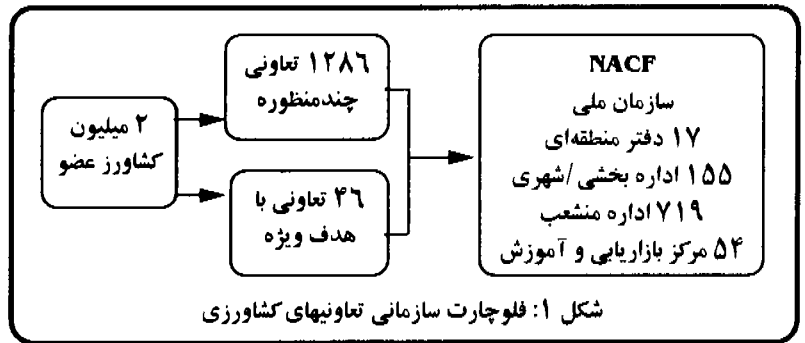 ۲ میلیون
کشاورز عضو
۱۲۸۶ تعاونی
چندمنظوره
۴۶ تعاونی با
هدف ویژه
NACF
سازمان ملی
۱۷ دفتر منطقه‌ای
۱۵۵ اداره بخشی/شهری
۷۱۹ اداره منشعب
۵۴ مرکز بازاریابی و آموزش
شکل ۱: فلوچارت سازمانی تعاونیهای کشاورزی